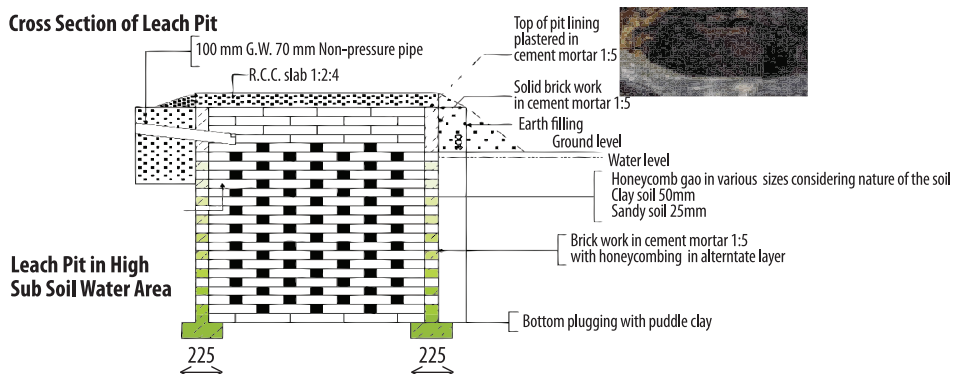 Cross Section of Leach Pit
100 mm G.W. 70 mm Non-pressure pipe
R.C.C. slab 1:2:4
Top of pit lining
plastered in
cement mortar 1:5
Solid brick work
in cement mortar 1:5
Earth filling
Ground level
Water level
Honeycomb gao in various sizes considering nature of the soil
Clay soil 50mm
Sandy soil 25mm
Brick work in cement mortar 1:5
with honeycombing in alterntate layer
Leach Pit in High
Sub Soil Water Area
Bottom plugging with puddle clay
225
225